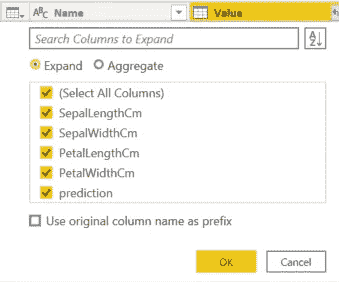 ABC Name Value
Search Columns to Expand
Expand Aggregate
(Select All Columns)
SepalLengthCm
SepalWidthCm
PetalLengthCm
PetalWidthCm
prediction
Use original column name as prefix
OK Cancel